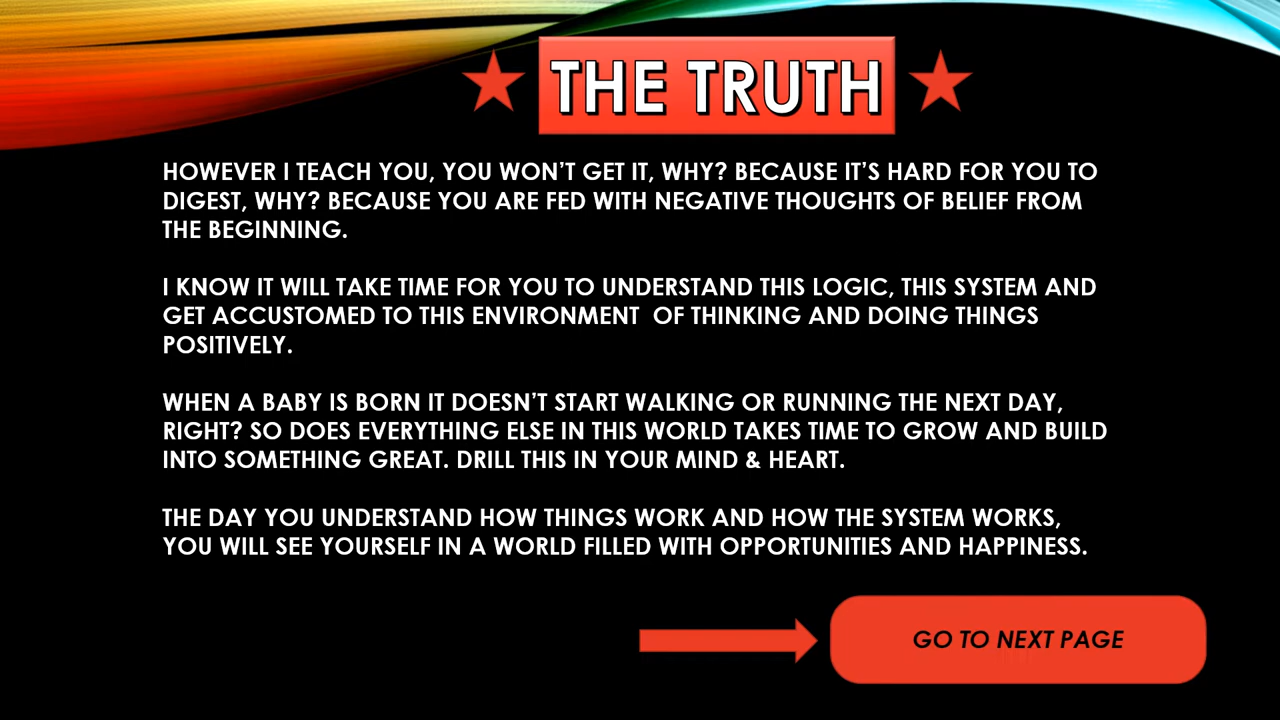 THE TRUTH
HOWEVER I TEACH YOU, YOU WON'T GET IT, WHY? BECAUSE IT'S HARD FOR YOU TO
DIGEST, WHY? BECAUSE YOU ARE FED WITH NEGATIVE THOUGHTS OF BELIEF FROM
THE BEGINNING.
I KNOW IT WILL TAKE TIME FOR YOU TO UNDERSTAND THIS LOGIC, THIS SYSTEM AND
GET ACCUSTOMED TO THIS ENVIRONMENT  OF THINKING AND DOING THINGS
POSITIVELY.
WHEN A BABY IS BORN IT DOESN'T START WALKING OR RUNNING THE NEXT DAY,
RIGHT? SO DOES EVERYTHING ELSE IN THIS WORLD TAKES TIME TO GROW AND BUILD
INTO SOMETHING GREAT. DRILL THIS IN YOUR MIND & HEART.
THE DAY YOU UNDERSTAND HOW THINGS WORK AND HOW THE SYSTEM WORKS,
YOU WILL SEE YOURSELF IN A WORLD FILLED WITH OPPORTUNITIES AND HAPPINESS.
GO TO NEXT PAGE